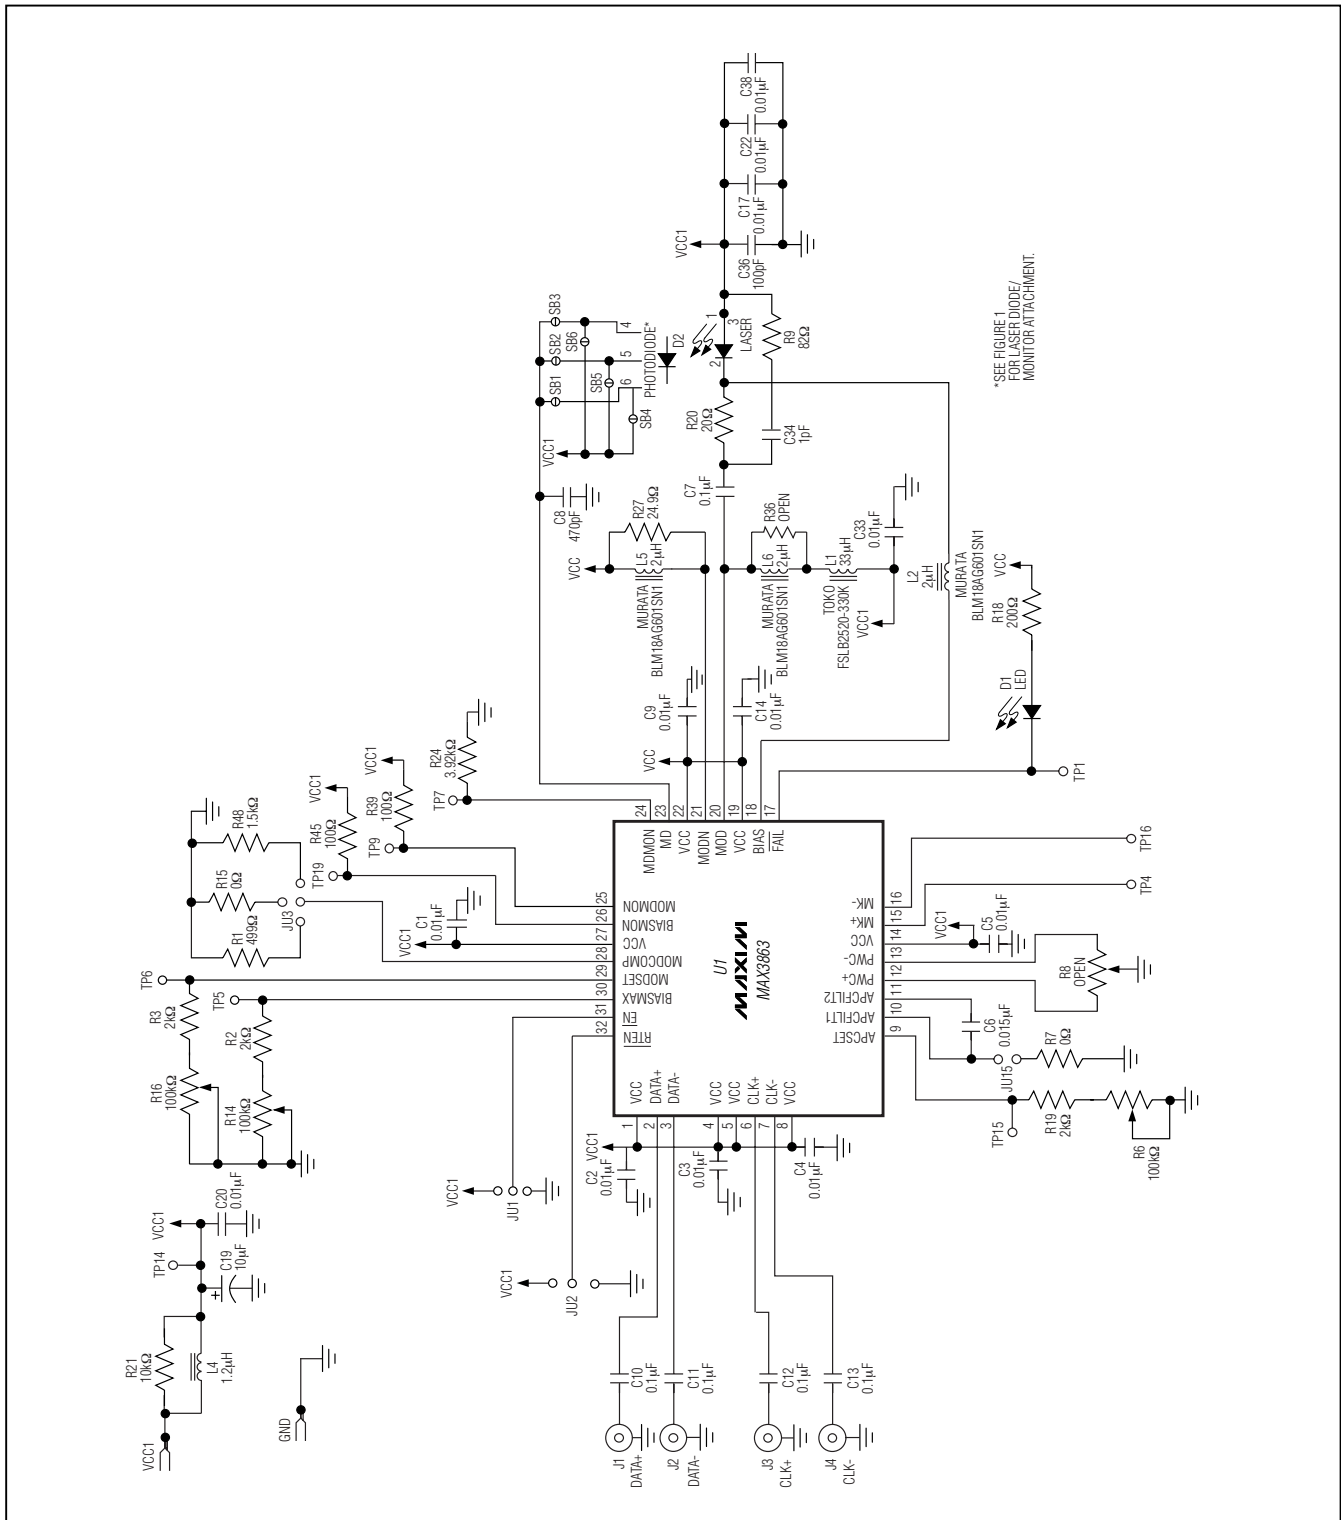 VCC1
R21
10kΩ
L4
1.2µH
GND
TP14
C19
10µF
+
VCC1
C20
0.01µF
J1
DATA+
C10
0.1µF
J2
DATA-
C11
0.1µF
J3
CLK+
C12
0.1µF
J4
CLK-
C13
0.1µF
VCC1
JU2
VCC1
JU1
VCC1
C2
0.01µF
C3
0.01µF
C4
0.01µF
TP6
R3
2kΩ
R16
100kΩ
TP5
R2
2kΩ
R14
100kΩ
R1
499Ω
R15
0Ω
R48
1.5kΩ
JU3
VCC1
C1
0.01µF
TP19
R45
100Ω
VCC1
TP9
R39
100Ω
VCC1
TP7
R24
3.92kΩ
U1
MAXIM
MAX3863
1
VCC
2
DATA+
3
DATA-
4
VCC
5
VCC
6
CLK+
7
CLK-
8
VCC
9
APCSET
10
APCFILT1
11
APCFILT2
12
PWC+
13
PWC-
14
VCC
15
MK+
16
MK-
17
FAIL
18
BIAS
19
VCC
20
MOD
21
MODN
22
VCC
23
MD
24
MDMON
25
MODMON
26
BIASMON
27
VCC
28
MODCOMP
29
MODSET
30
BIASMAX
31
EN
32
RTEN
TP15
R19
2kΩ
R6
100kΩ
JU15
R7
0Ω
C6
0.015µF
R8
OPEN
VCC1
C5
0.01µF
TP4
TP16
TP1
D1
LED
R18
200Ω
VCC
L2
2µH
MURATA
BLM18AG601SN1
VCC
C9
0.01µF
C14
0.01µF
VCC
MURATA
BLM18AG601SN1
L5
2µH
R27
24.9Ω
C8
470pF
MURATA
BLM18AG601SN1
L6
2µH
R36
OPEN
TOKO
FSLB2520-330K
L1
33µH
VCC1
C33
0.01µF
C7
0.1µF
R20
20Ω
C34
1pF
R9
82Ω
2
LASER
3
1
VCC1
SB1
SB2
SB3
SB4
SB5
SB6
6
5
4
PHOTODIODE*
D2
VCC1
C36
100pF
C17
0.01µF
C22
0.01µF
C38
0.01µF
*SEE FIGURE 1
FOR LASER DIODE/
MONITOR ATTACHMENT.